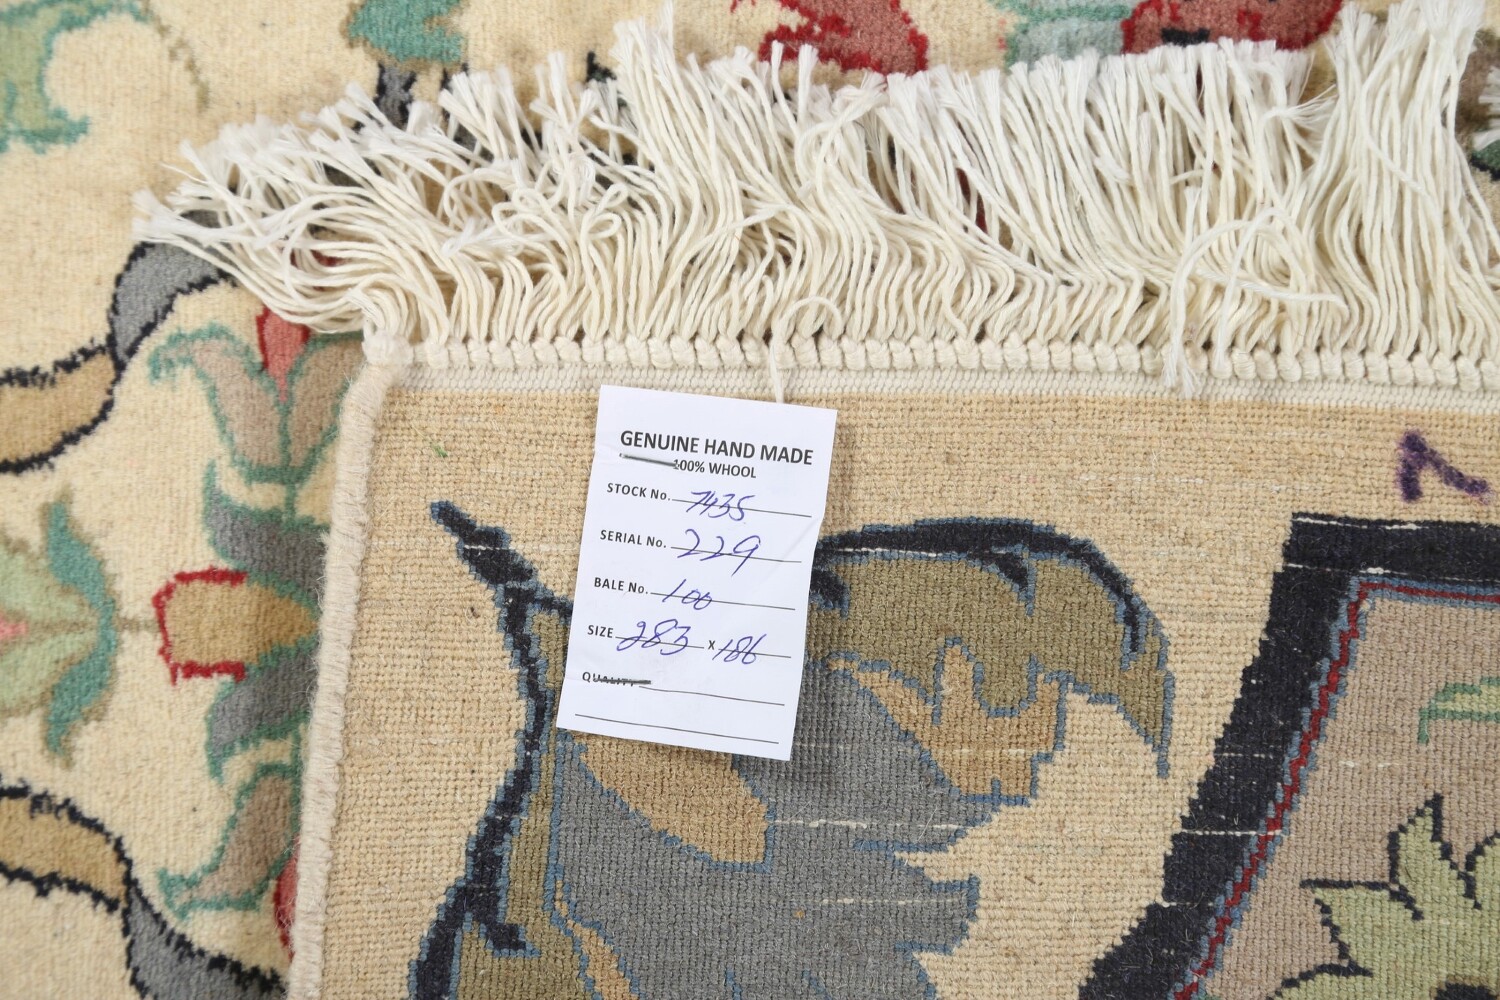 GENUINE HAND MADE
100% WHOOL
STOCK No. 7435
SERIAL No. 229
BALE No. 100
SIZE 283 x 186
QUALITY